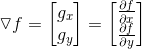 ∇f = [g_x g_y] = [∂f/∂x ∂f/∂y]